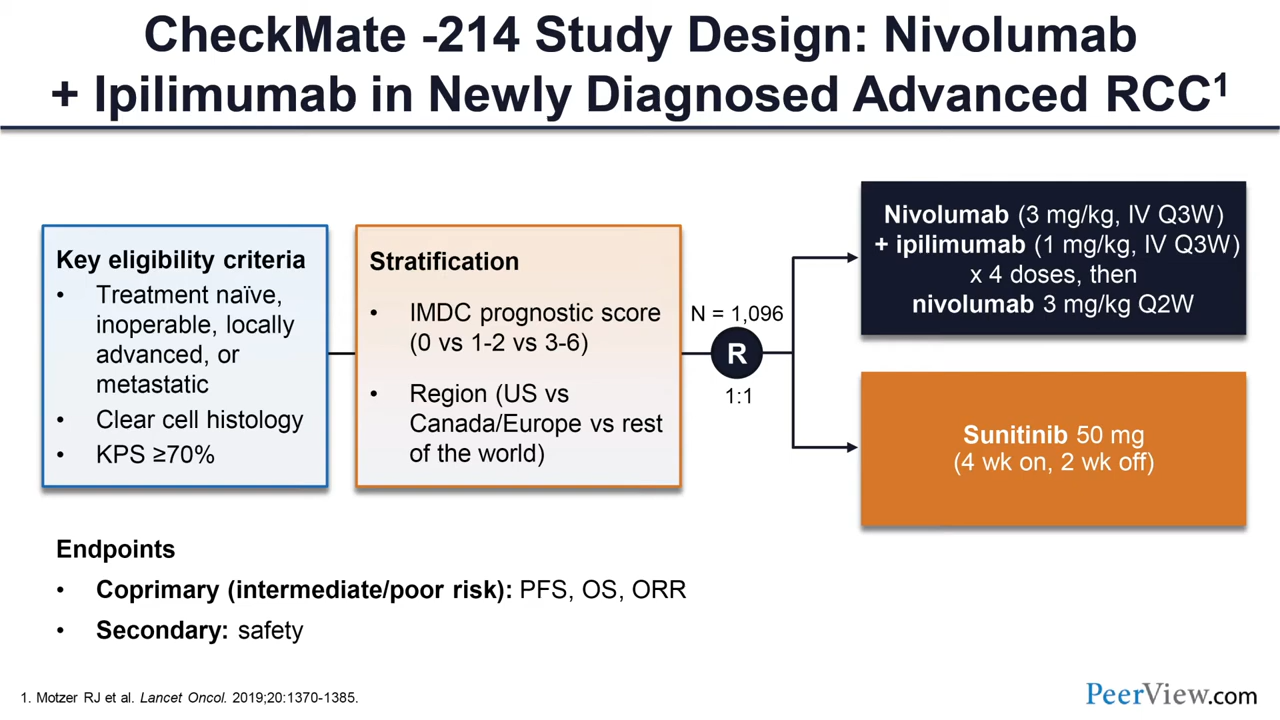 CheckMate -214 Study Design: Nivolumab
+ Ipilimumab in Newly Diagnosed Advanced RCC1
Key eligibility criteria
• Treatment naïve,
inoperable, locally
advanced, or
metastatic
• Clear cell histology
• KPS ≥70%
Stratification
• IMDC prognostic score
(0 vs 1-2 vs 3-6)
• Region (US vs
Canada/Europe vs rest
of the world)
N = 1,096
R
1:1
Nivolumab (3 mg/kg, IV Q3W)
+ ipilimumab (1 mg/kg, IV Q3W)
x 4 doses, then
nivolumab 3 mg/kg Q2W
Sunitinib 50 mg
(4 wk on, 2 wk off)
Endpoints
• Coprimary (intermediate/poor risk): PFS, OS, ORR
• Secondary: safety
1. Motzer RJ et al. Lancet Oncol. 2019;20:1370-1385.
PeerView.com